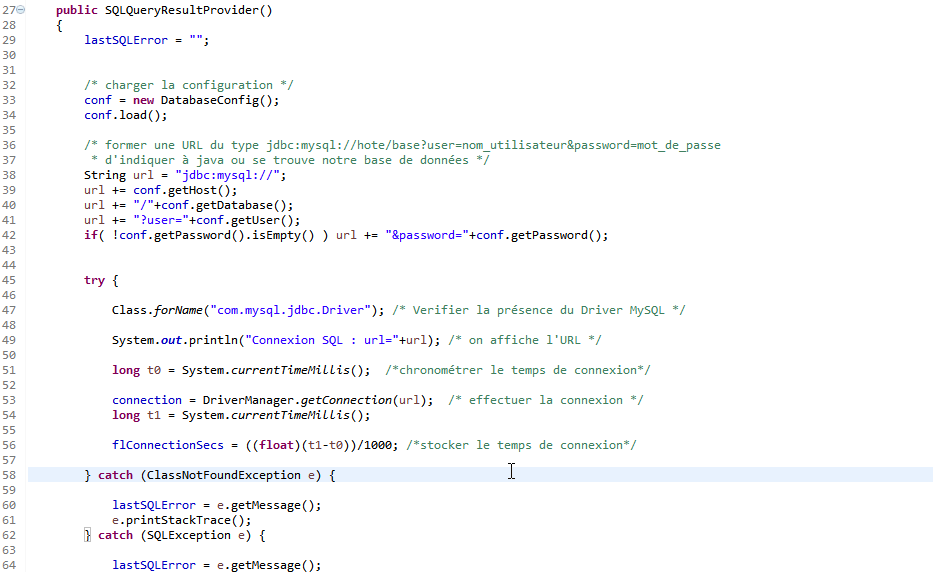 27 public SQLQueryResultProvider()
28 {
29 lastSQLError = "";
30
31
32 /* charger la configuration */
33 conf = new DatabaseConfig();
34 conf.load();
35
36 /* former une URL du type jdbc:mysql://hote/base?user=nom_utilisateur&password=mot_de_passe
37 * d'indiquer à java ou se trouve notre base de données */
38 String url = "jdbc:mysql://";
39 url += conf.getHost();
40 url += "/"+conf.getDatabase();
41 url += "?user="+conf.getUser();
42 if( !conf.getPassword().isEmpty() ) url += "&password="+conf.getPassword();
43
44
45 try {
46
47 Class.forName("com.mysql.jdbc.Driver"); /* Verifier la présence du Driver MySQL */
48
49 System.out.println("Connexion SQL : url="+url); /* on affiche l'URL */
50
51 long t0 = System.currentTimeMillis(); /*chronométrer le temps de connexion*/
52
53 connection = DriverManager.getConnection(url); /* effectuer la connexion */
54 long t1 = System.currentTimeMillis();
55
56 flConnectionSecs = ((float)(t1-t0))/1000; /*stocker le temps de connexion*/
57
58 } catch (ClassNotFoundException e) {
59
60 lastSQLError = e.getMessage();
61 e.printStackTrace();
62 } catch (SQLException e) {
63
64 lastSQLError = e.getMessage();